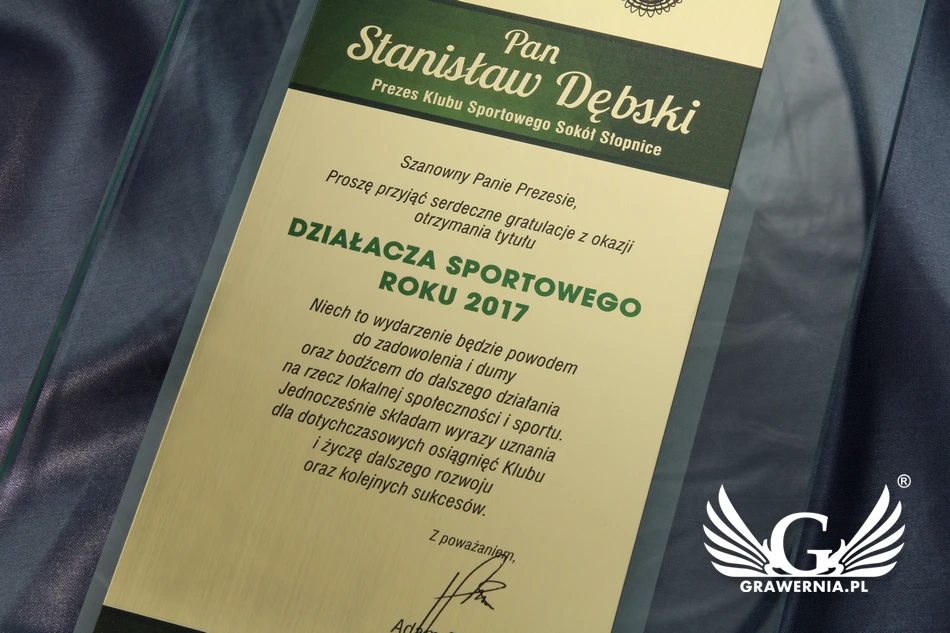 Pan
Stanisław Dębski
Prezes Klubu Sportowego Sokół Słopnice
Szanowny Panie Prezesie,
Proszę przyjąć serdeczne gratulacje z okazji
otrzymania tytułu
DZIAŁACZA SPORTOWEGO
ROKU 2017
Niech to wydarzenie będzie powodem
do zadowolenia i dumy
oraz bodźcem do dalszego działania
na rzecz lokalnej społeczności i sportu.
Jednocześnie składam wyrazy uznania
dla dotychczasowych osiągnięć Klubu
i życzę dalszego rozwoju
oraz kolejnych sukcesów.
Z poważaniem,
G
®
GRAWERNIA.PL